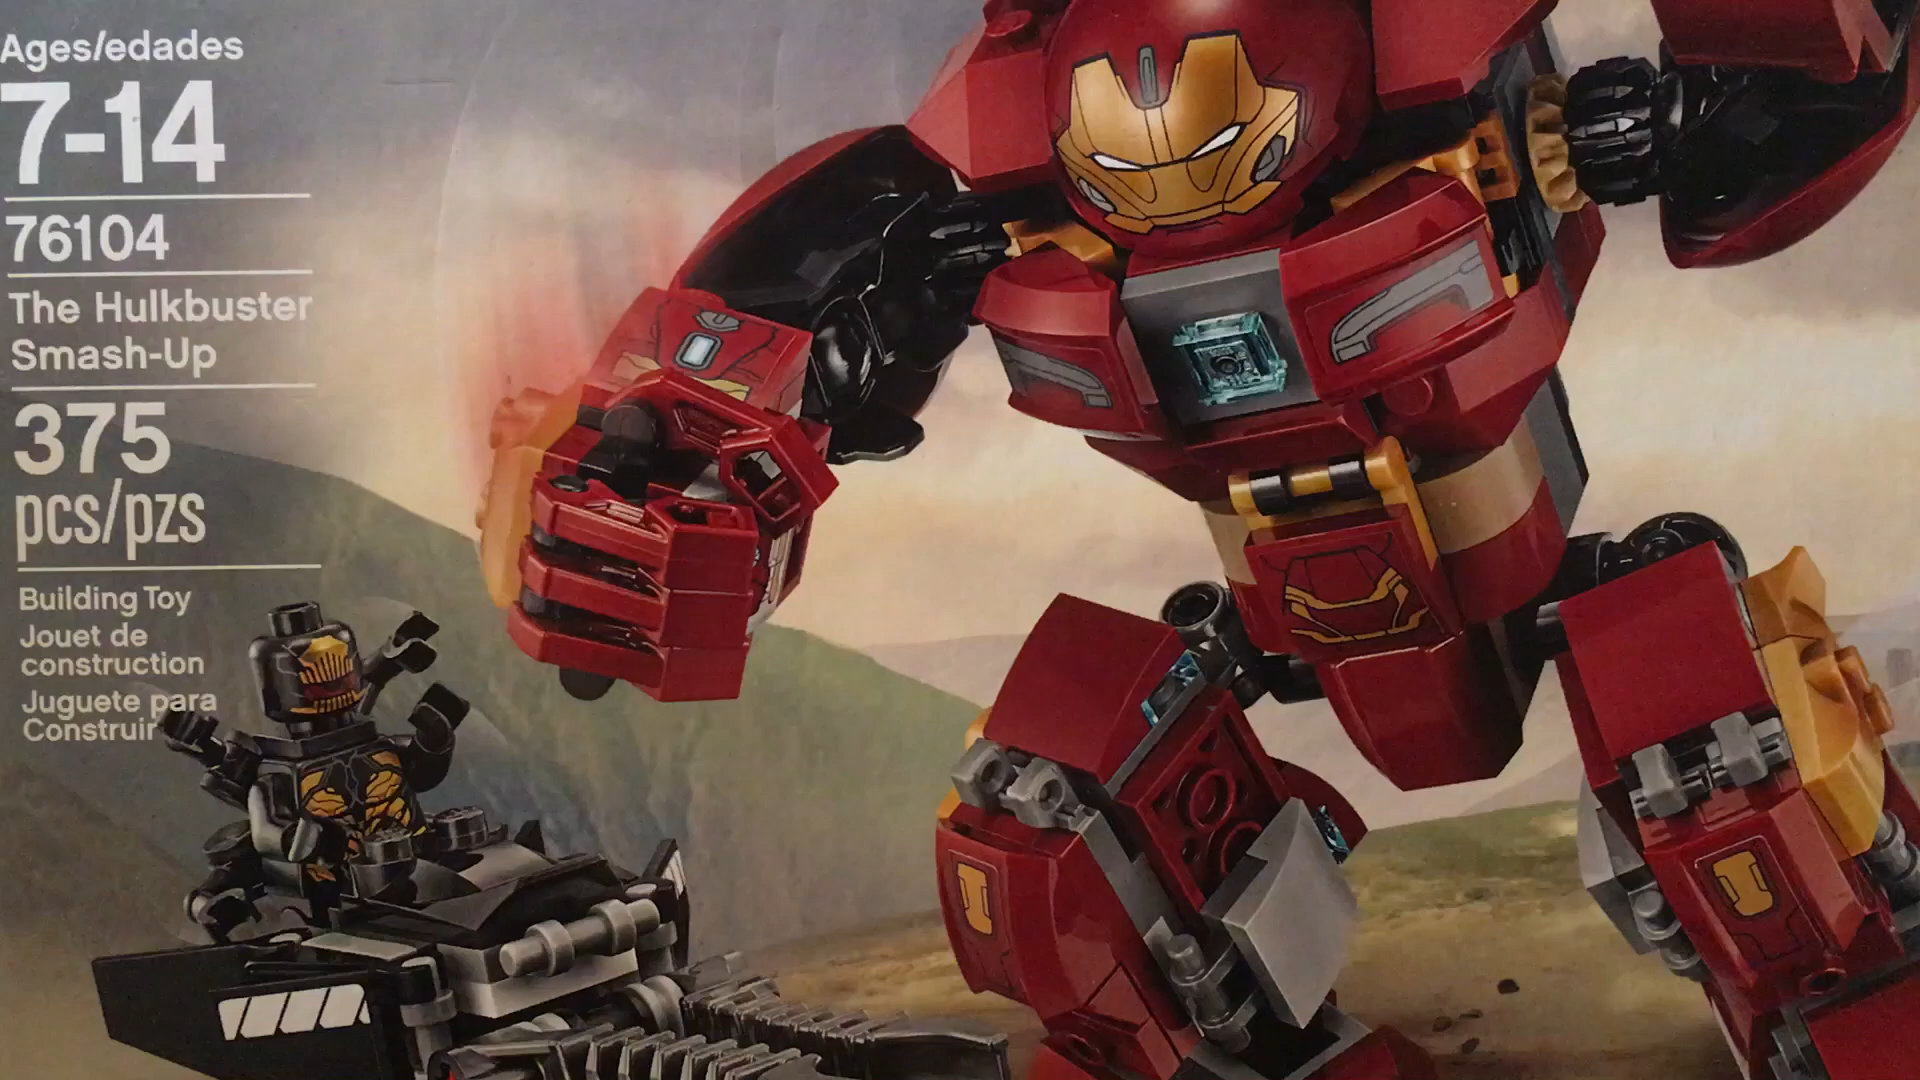 Ages/edades
7-14
76104
The Hulkbuster
Smash-Up
375
pcs/pzs
Building Toy
Jouet de
construction
Juguete para
Construir